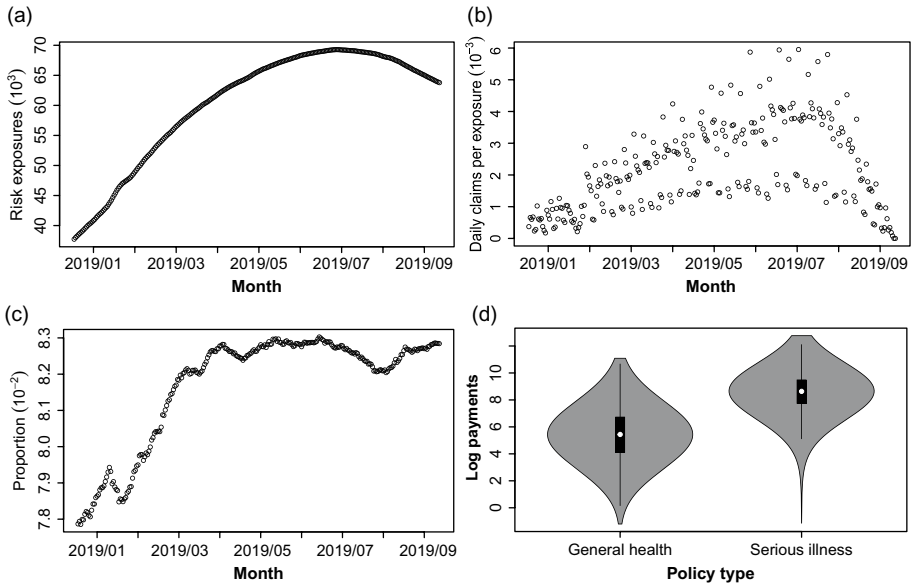 (a)
Risk exposures (10³)
70
65
60
55
50
45
40
2019/01 2019/03 2019/05 2019/07 2019/09
Month
(b)
Daily claims per exposure (10⁻³)
6
5
4
3
2
1
0
2019/01 2019/03 2019/05 2019/07 2019/09
Month
(c)
Proportion (10⁻²)
8.3
8.2
8.1
8.0
7.9
7.8
2019/01 2019/03 2019/05 2019/07 2019/09
Month
(d)
Log payments
10
8
6
4
2
0
General health Serious illness
Policy type